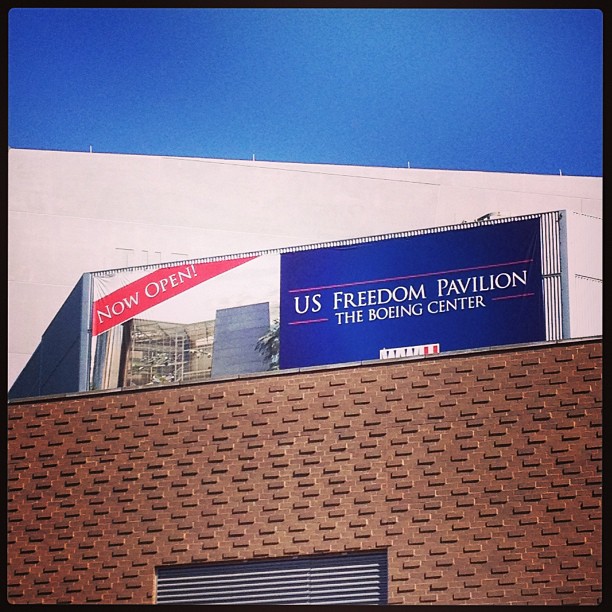 NOW OPEN!
US FREEDOM PAVILION
THE BOEING CENTER